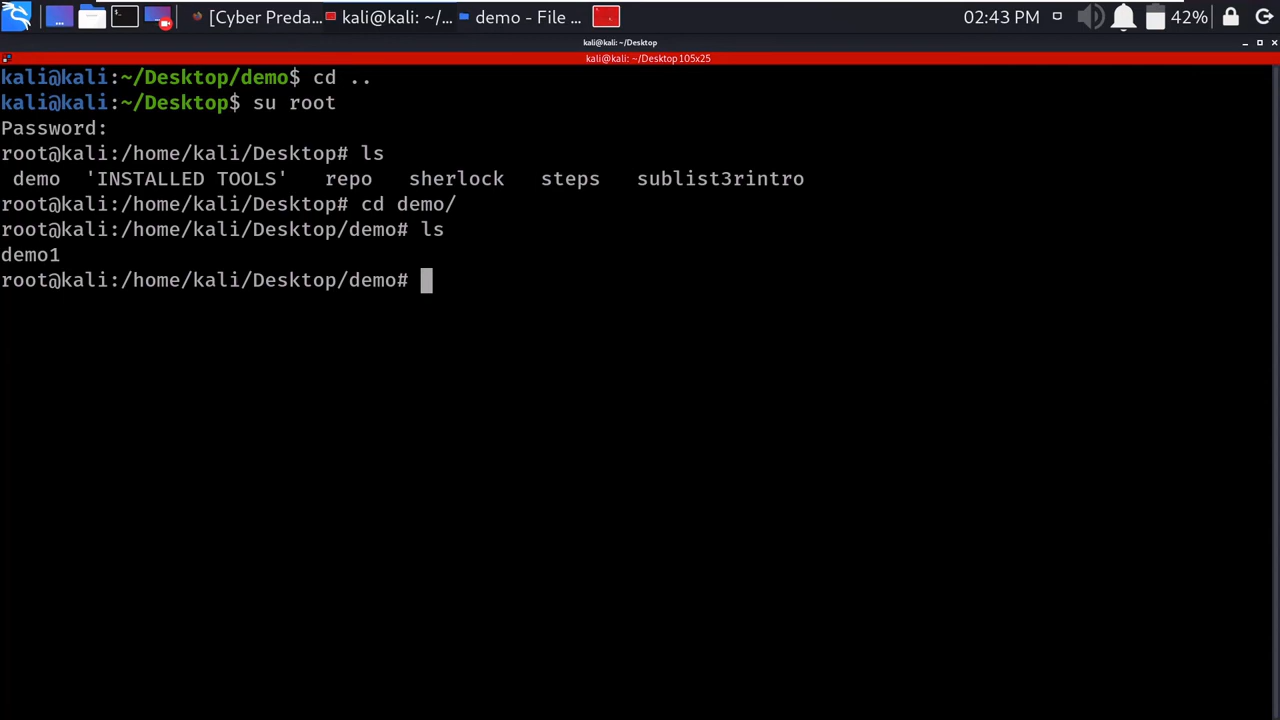 [Cyber Preda... kali@kali: ~/... demo - File ... 02:43 PM 42%
kali@kali: ~/Desktop
kali@kali: ~/Desktop105x25
kali@kali:~/Desktop/demo$ cd ..
kali@kali:~/Desktop$ su root
Password:
root@kali:/home/kali/Desktop# ls
demo 'INSTALLED TOOLS' repo sherlock steps sublist3rintro
root@kali:/home/kali/Desktop# cd demo/
root@kali:/home/kali/Desktop/demo# ls
demo1
root@kali:/home/kali/Desktop/demo#